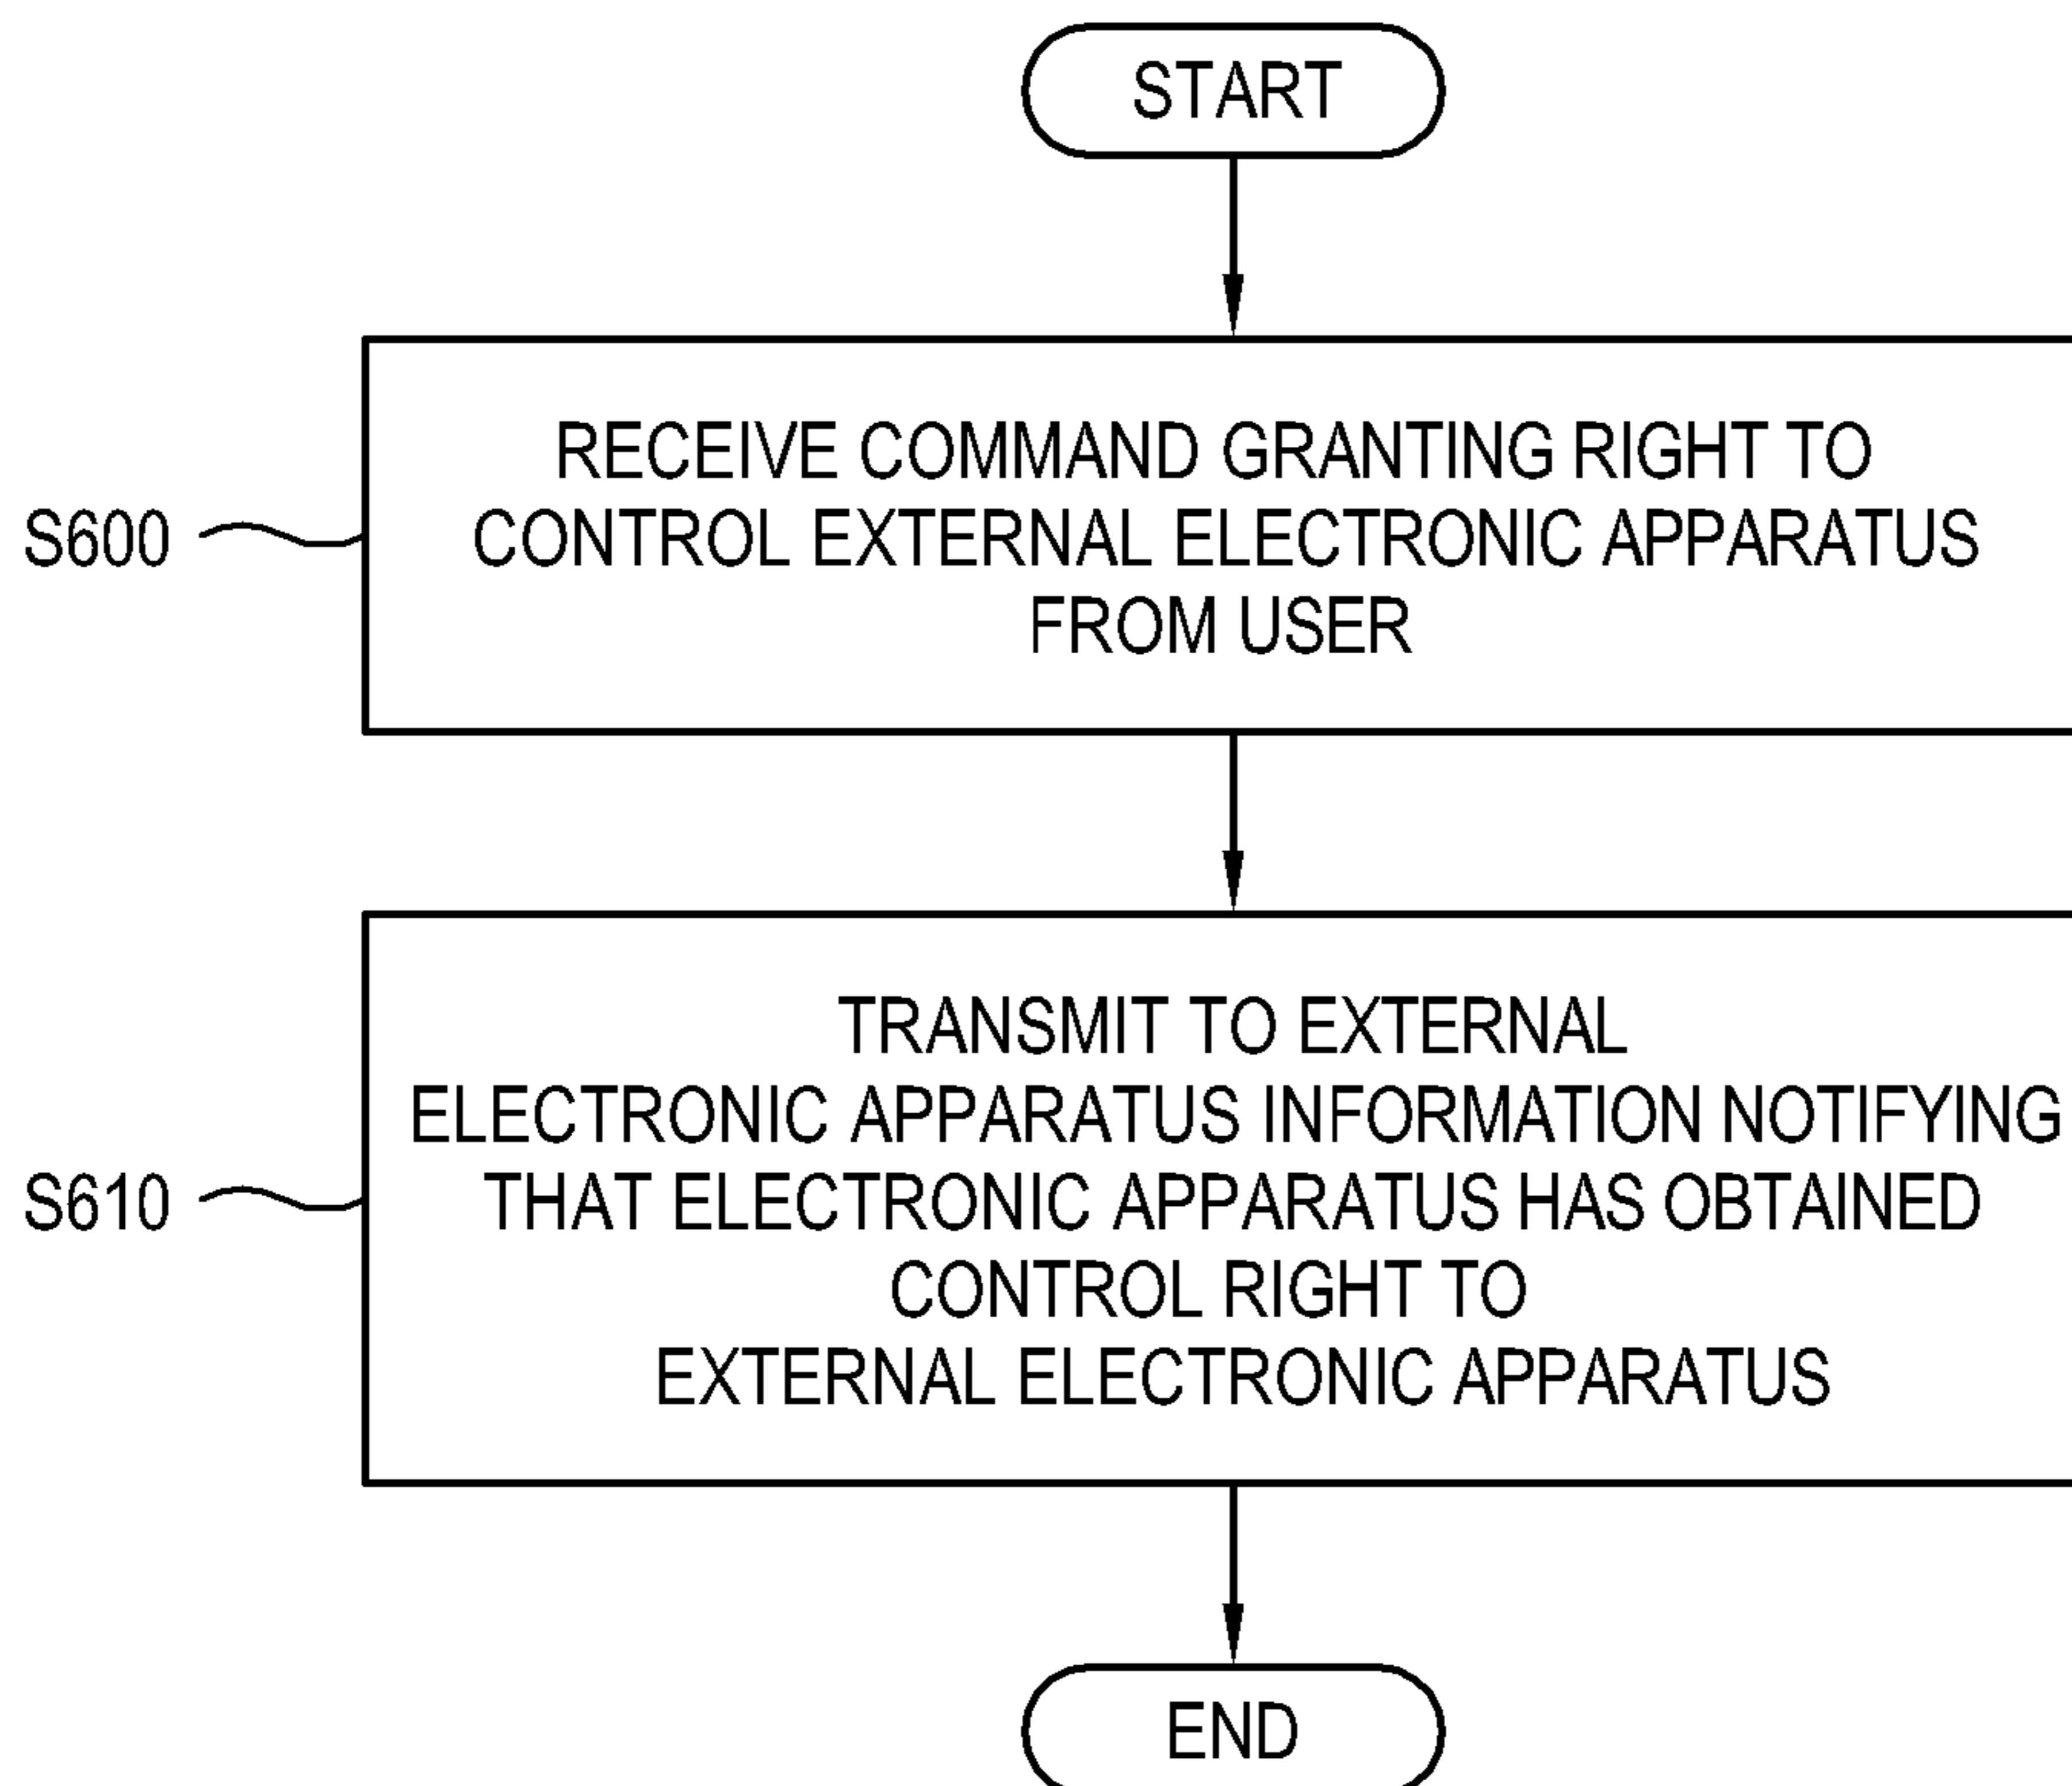 START
RECEIVE COMMAND GRANTING RIGHT TO
CONTROL EXTERNAL ELECTRONIC APPARATUS
FROM USER
S600
TRANSMIT TO EXTERNAL
ELECTRONIC APPARATUS INFORMATION NOTIFYING
THAT ELECTRONIC APPARATUS HAS OBTAINED
CONTROL RIGHT TO
EXTERNAL ELECTRONIC APPARATUS
S610
END